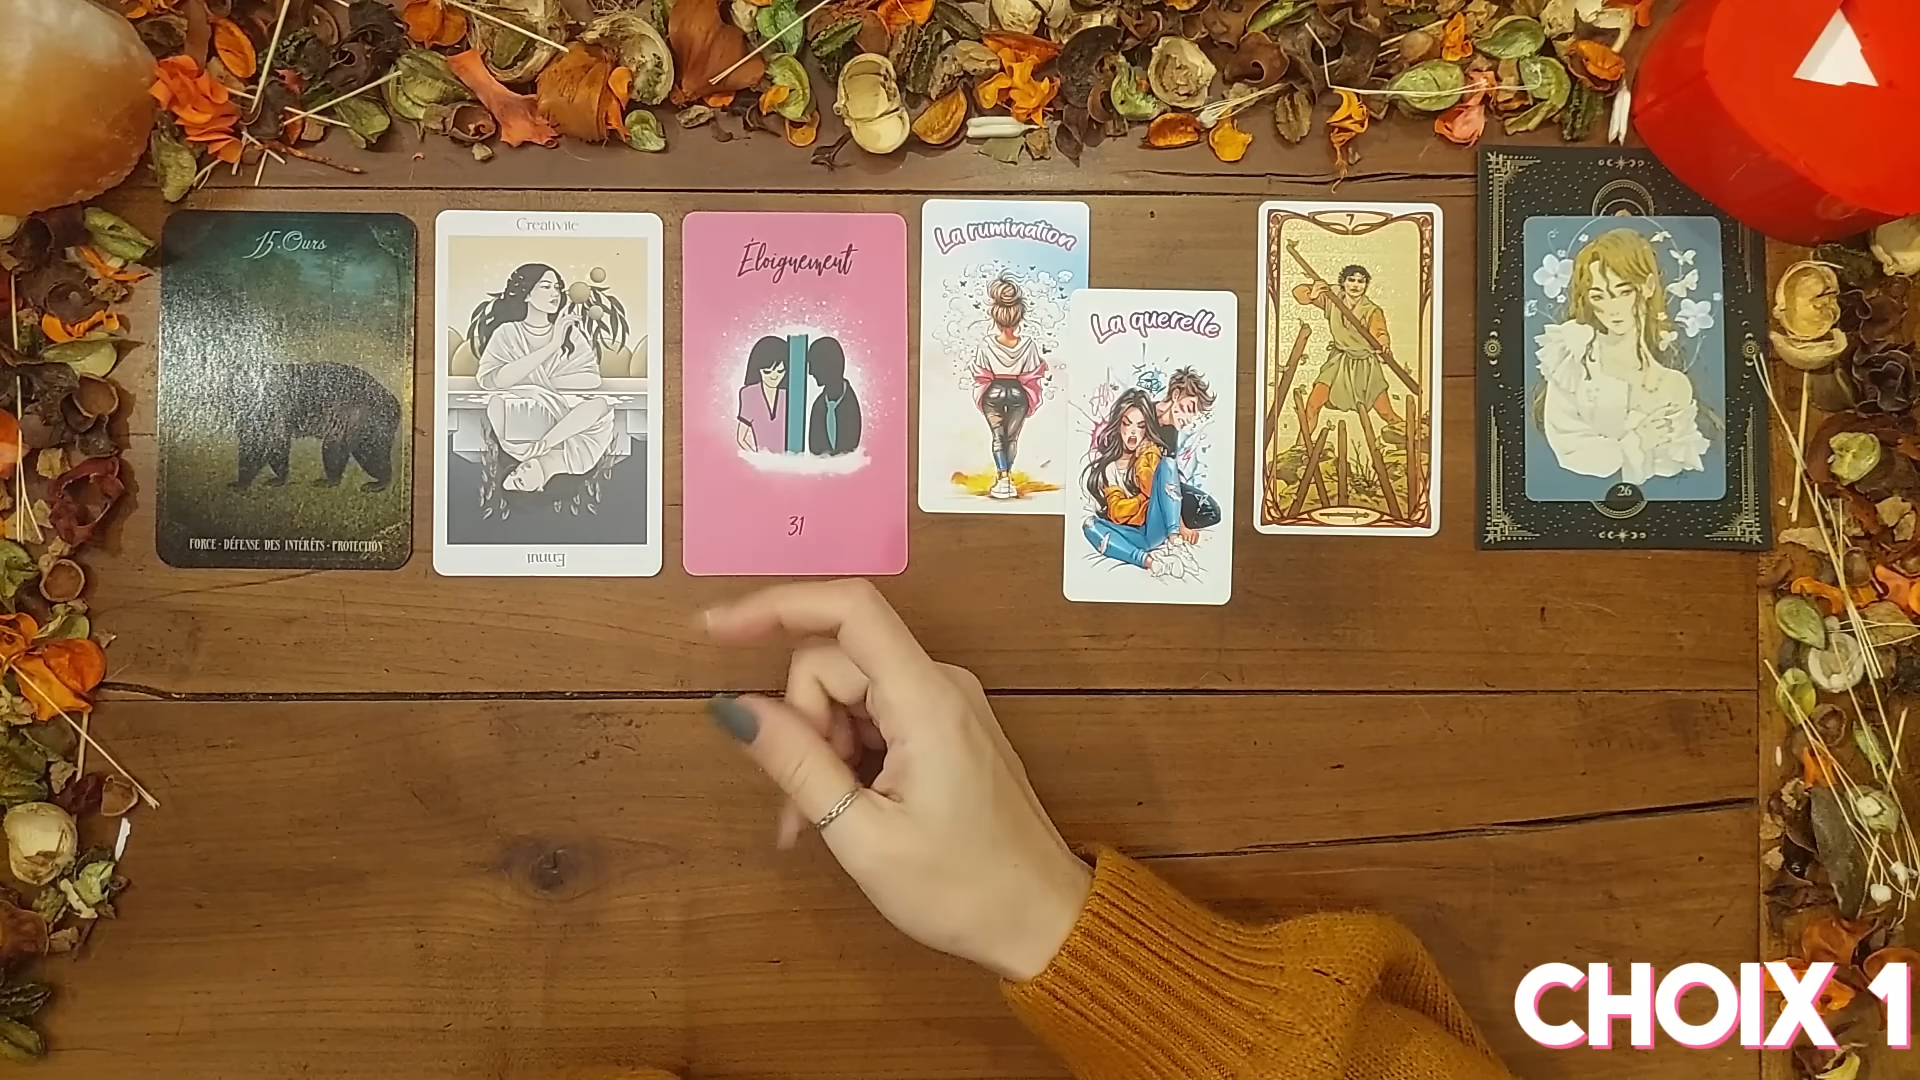 15. Ours
FORCE - DÉFENSE DES INTÉRÊTS - PROTECTION
Créativité
Ennui
Éloignement
31
La rumination
La querelle
7
26
CHOIX 1